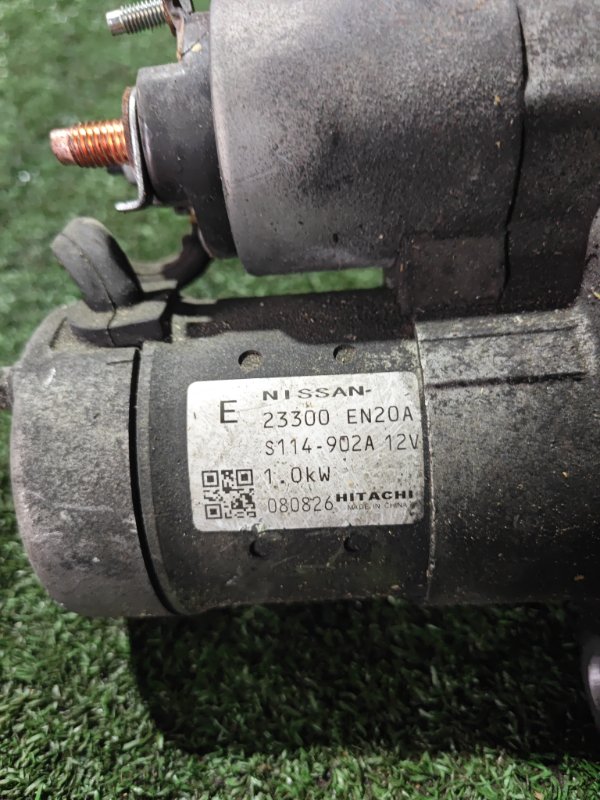 E NISSAN-
23300 EN20A
S114-902A 12V
1.0kW
080826 HITACHI
MADE IN CHINA